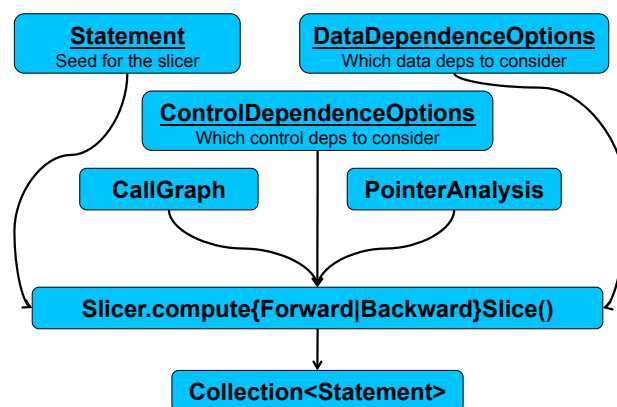 Statement
Seed for the slicer
DataDependenceOptions
Which data deps to consider
ControlDependenceOptions
Which control deps to consider
CallGraph
PointerAnalysis
Slicer.compute{Forward|Backward}Slice()
Collection<Statement>